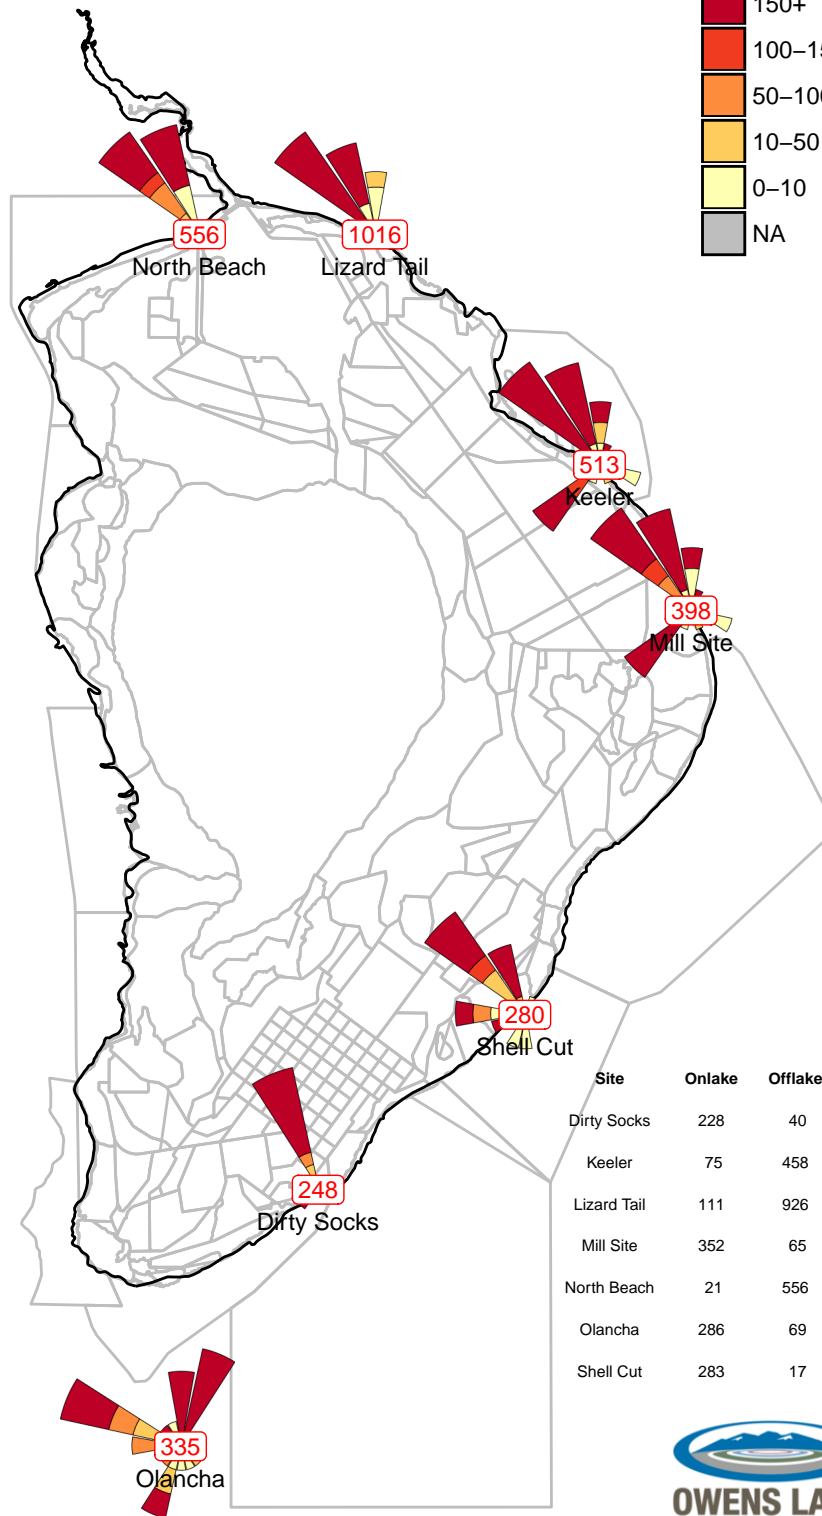 150+
50–100
10–50
0–10
NA
556
1016
North Beach
Lizard Tail
513
Keeler
398
Mill Site
280
Shell Cut
Site Onlake Offlake
Dirty Socks 228 40
Keeler 75 458
Lizard Tail 111 926
Mill Site 352 65
North Beach 21 556
Olancha 286 69
Shell Cut 283 17
248
Dirty Socks
335
Olancha
OWENS